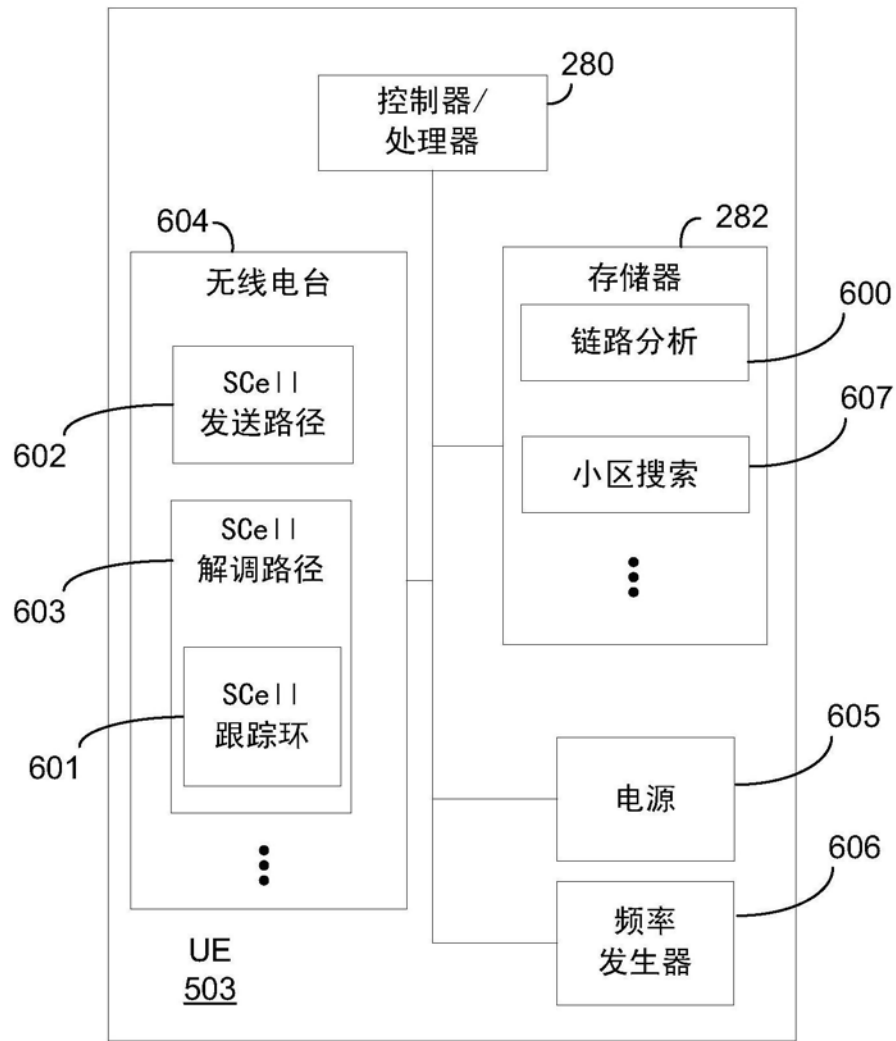 280
控制器/
处理器
604
无线电台
282
存储器
600
链路分析
SCell
发送路径
602
607
小区搜索
SCell
解调路径
603
SCell
跟踪环
601
605
电源
606
频率
发生器
UE
503